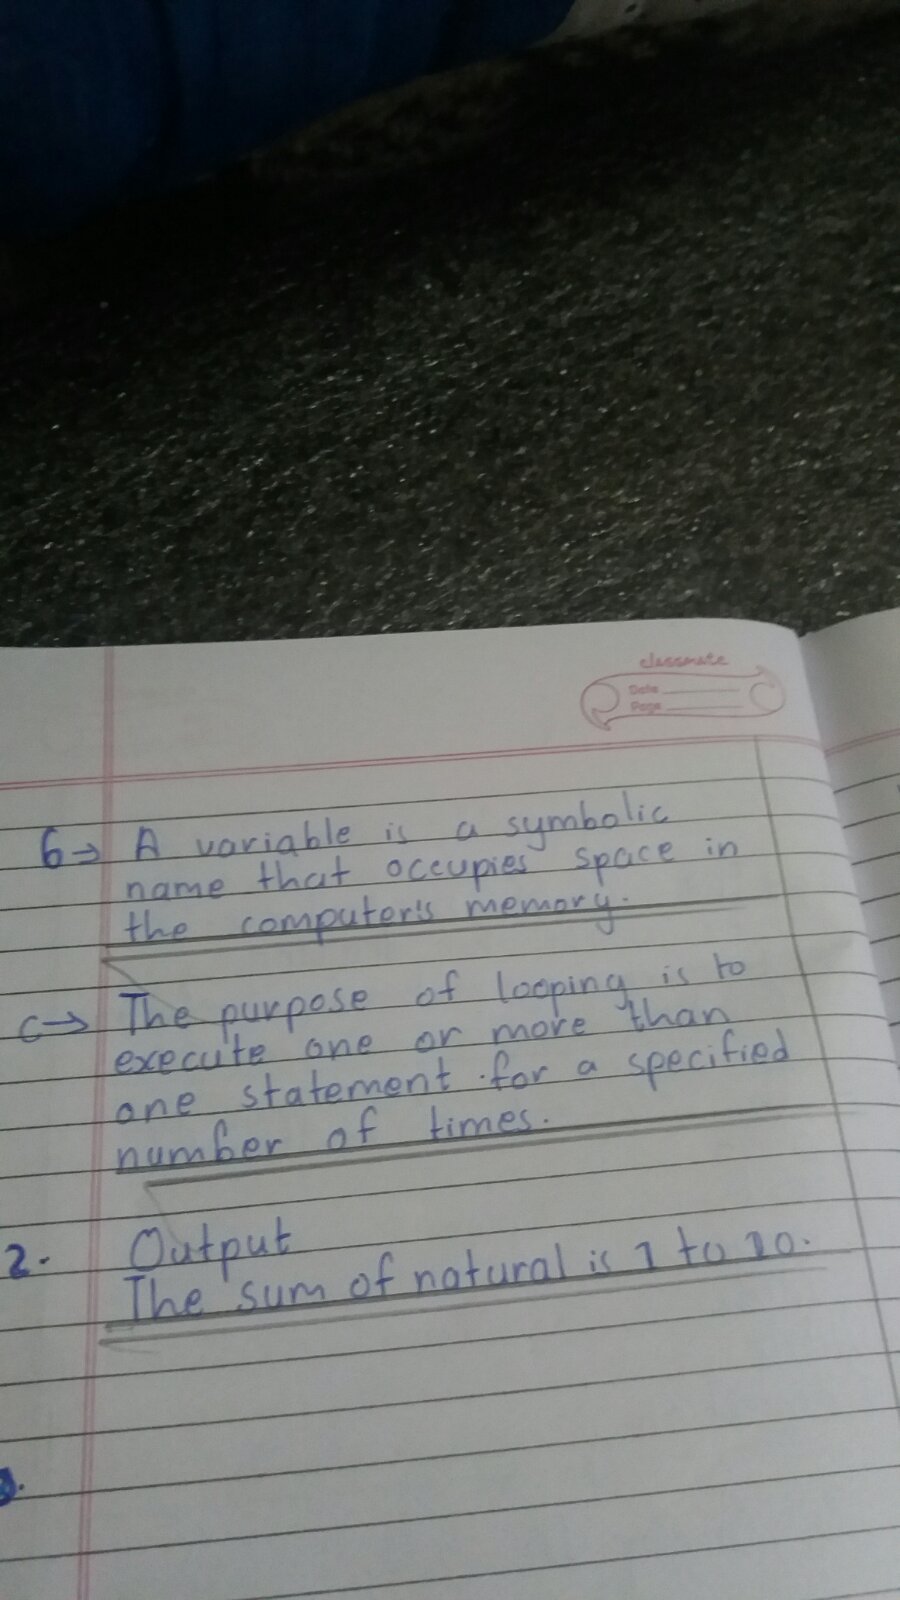 classmate
Date
Page
b→ A variable is a symbolic
name that occupies space in
the computer's memory.
C→ The purpose of looping is to
execute one or more than
one statement for a specified
number of times.
2. Output
The sum of natural is 1 to 10.